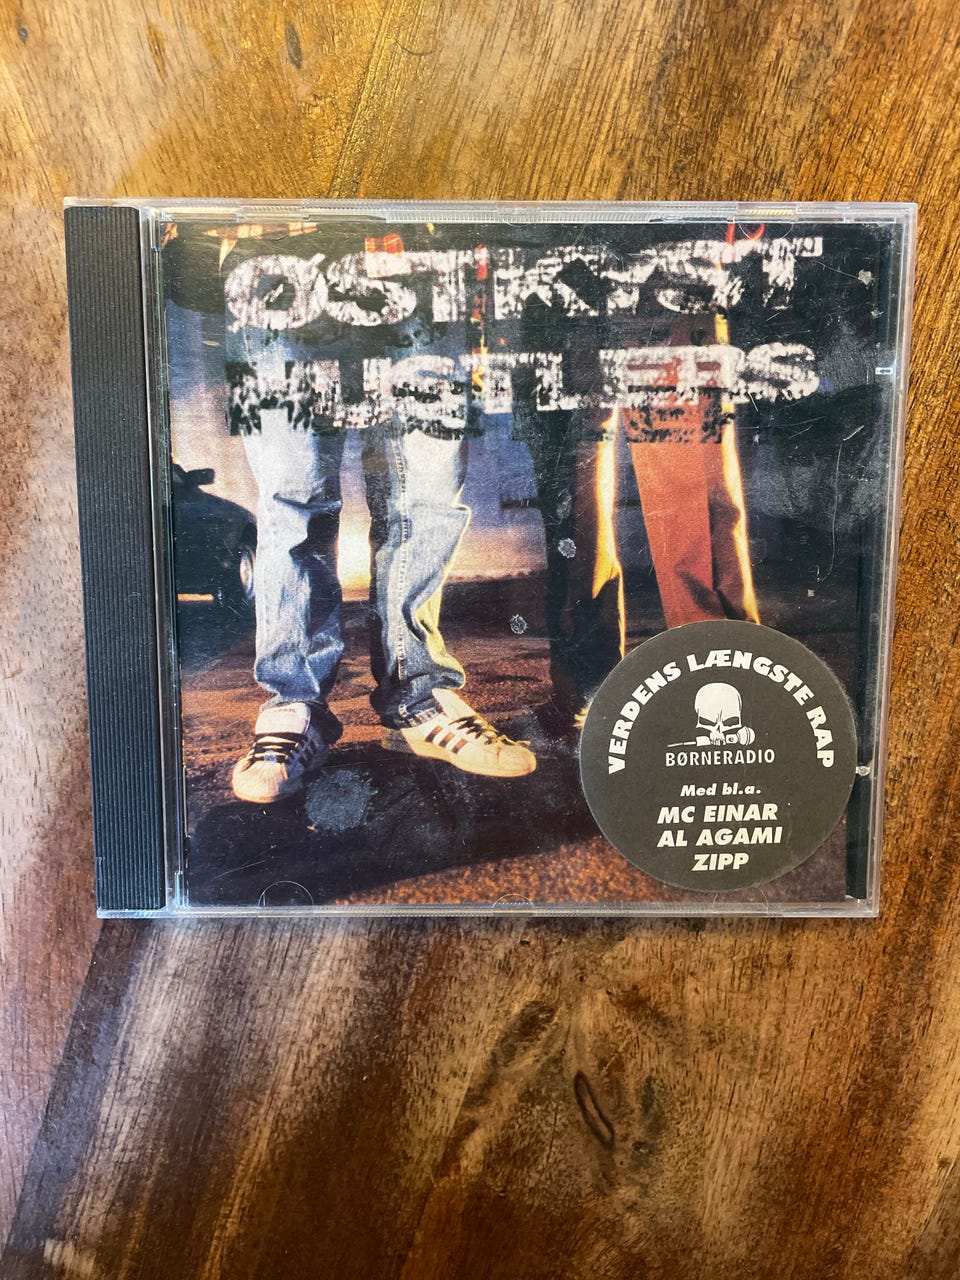 ØSTKYST
HUSTLERS
VERDENS LÆNGSTE RAP
BØRNERADIO
Med bl.a.
MC EINAR
AL AGAMI
ZIPP